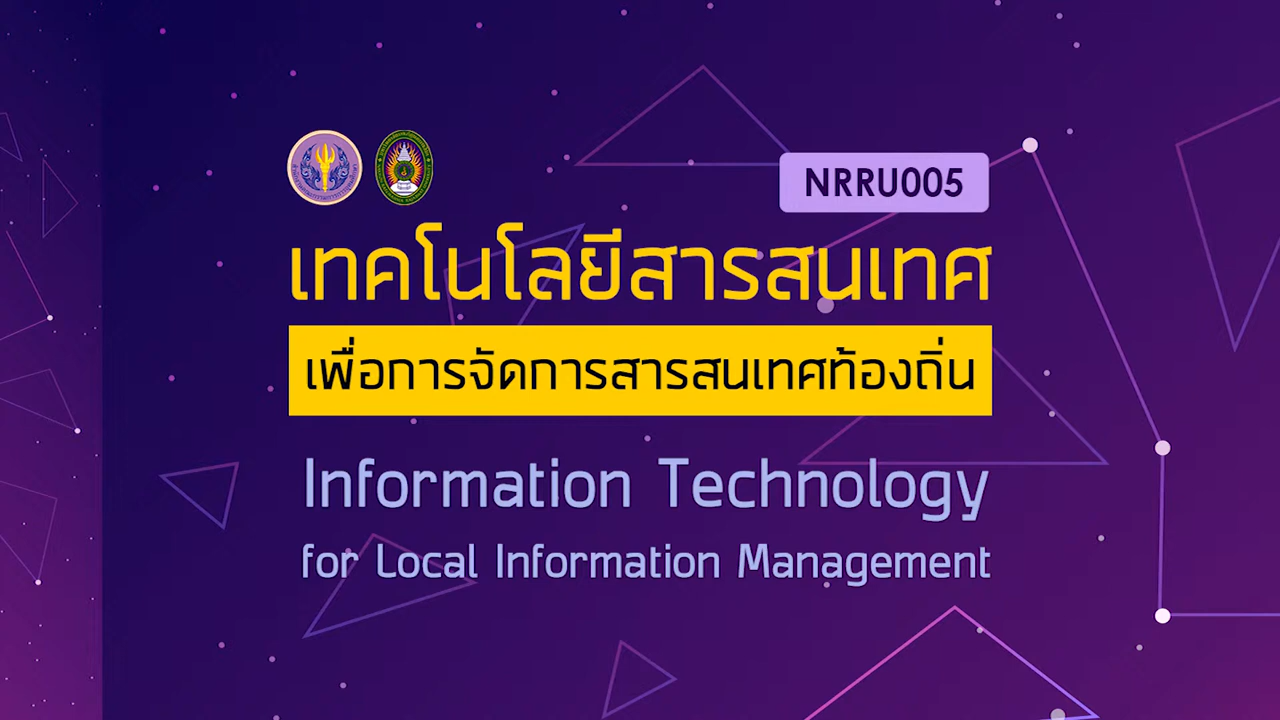 NRRU005
เทคโนโลยีสารสนเทศ
เพื่อการจัดการสารสนเทศท้องถิ่น
Information Technology
for Local Information Management